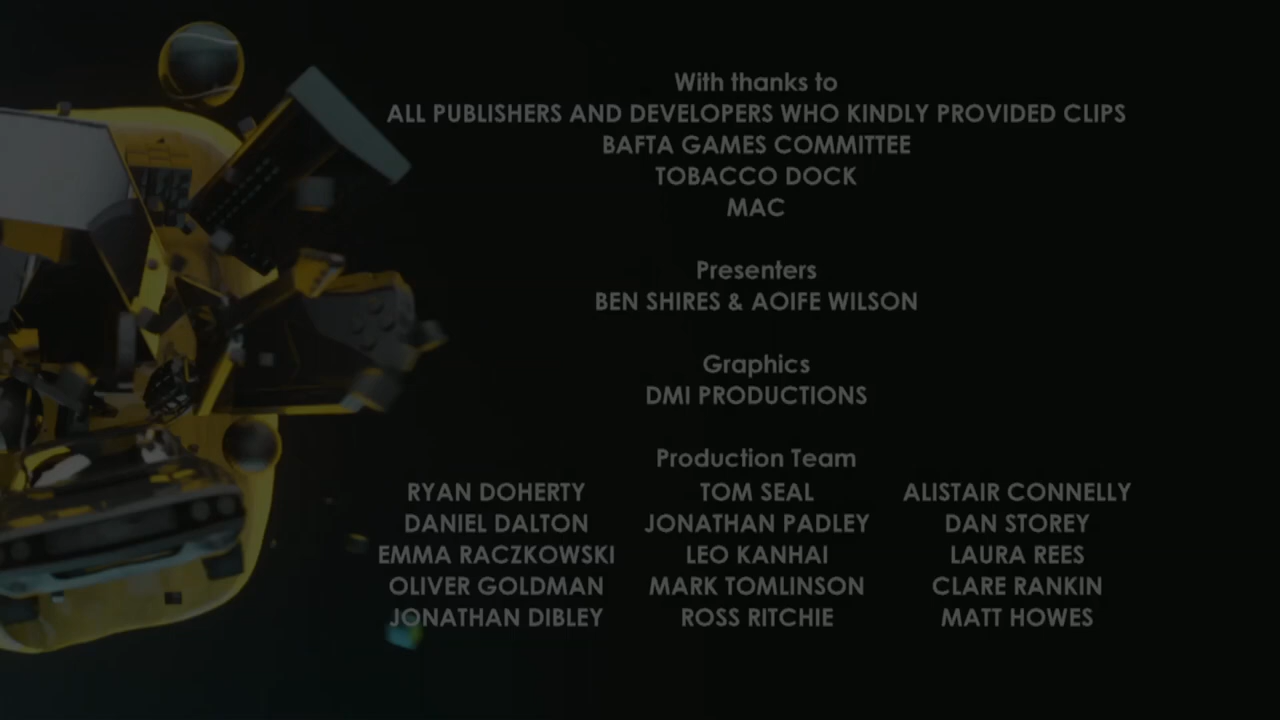 With thanks to
ALL PUBLISHERS AND DEVELOPERS WHO KINDLY PROVIDED CLIPS
BAFTA GAMES COMMITTEE
TOBACCO DOCK
MAC
Presenters
BEN SHIRES & AOIFE WILSON
Graphics
DMI PRODUCTIONS
Production Team
RYAN DOHERTY TOM SEAL ALISTAIR CONNELLY
DANIEL DALTON JONATHAN PADLEY DAN STOREY
EMMA RACZKOWSKI LEO KANHAI LAURA REES
OLIVER GOLDMAN MARK TOMLINSON CLARE RANKIN
JONATHAN DIBLEY ROSS RITCHIE MATT HOWES